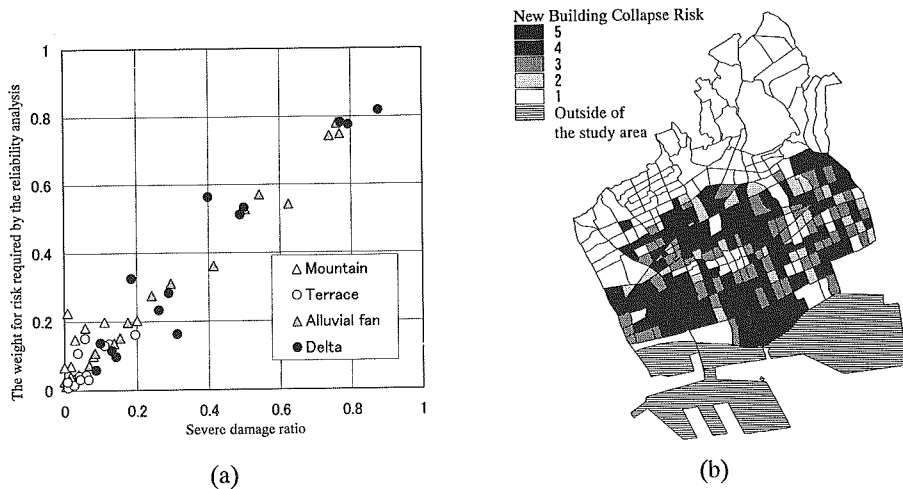 1
0.8
0.6
0.4
0.2
0
The weight for risk required by the reliability analysis
0
0.2
0.4
0.6
0.8
1
Severe damage ratio
Mountain
Terrace
Alluvial fan
Delta
(a)
New Building Collapse Risk
5
4
3
2
1
Outside of
the study area
(b)